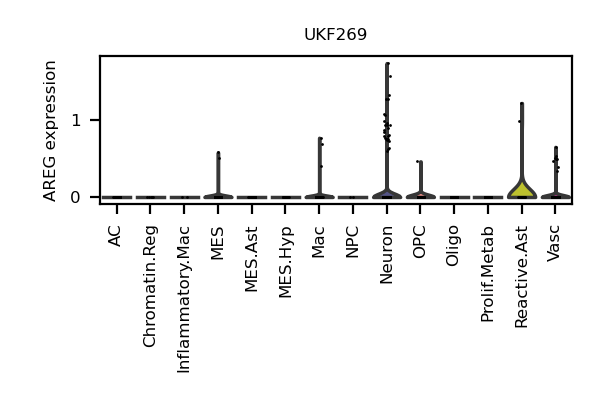 UKF269
AREG expression
1
0
AC
Chromatin.Reg
Inflammatory.Mac
MES
MES.Ast
MES.Hyp
Mac
NPC
Neuron
OPC
Oligo
Prolif.Metab
Reactive.Ast
Vasc